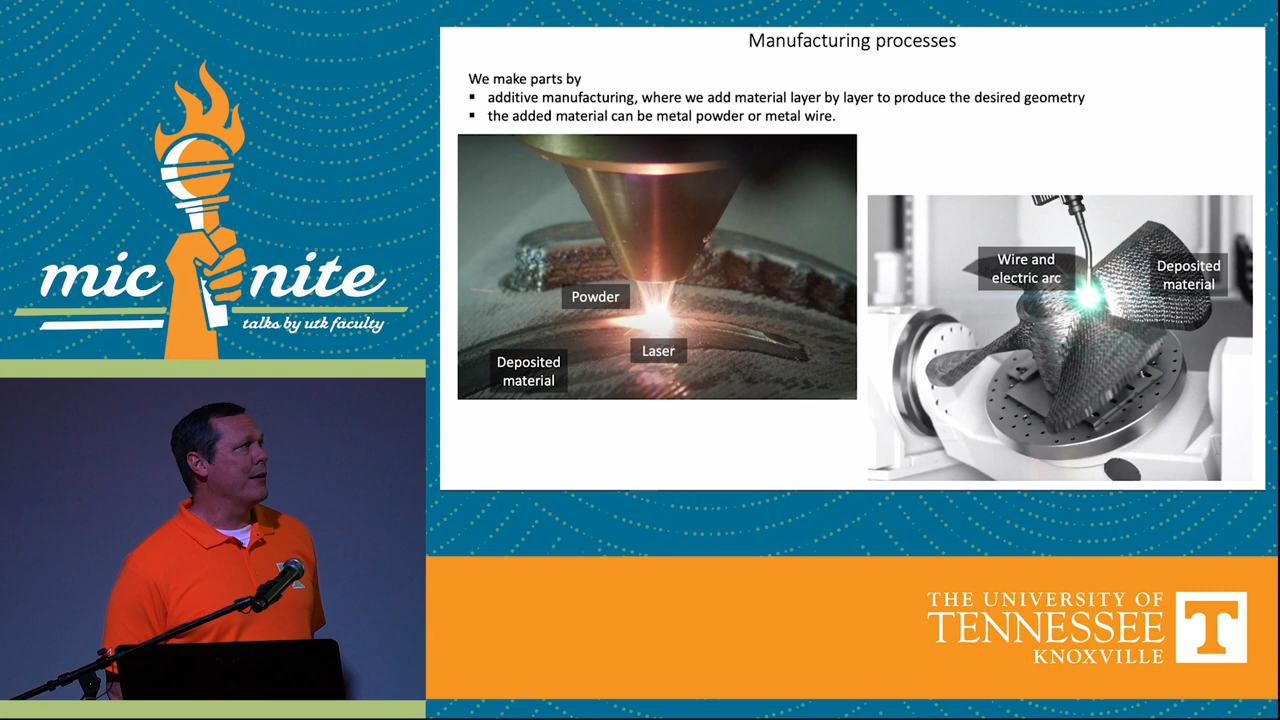 mic nite
talks by utk faculty
Manufacturing processes
We make parts by
▪ additive manufacturing, where we add material layer by layer to produce the desired geometry
▪ the added material can be metal powder or metal wire.
Powder
Laser
Deposited
material
Wire and
electric arc
Deposited
material
THE UNIVERSITY OF
TENNESSEE
KNOXVILLE
T